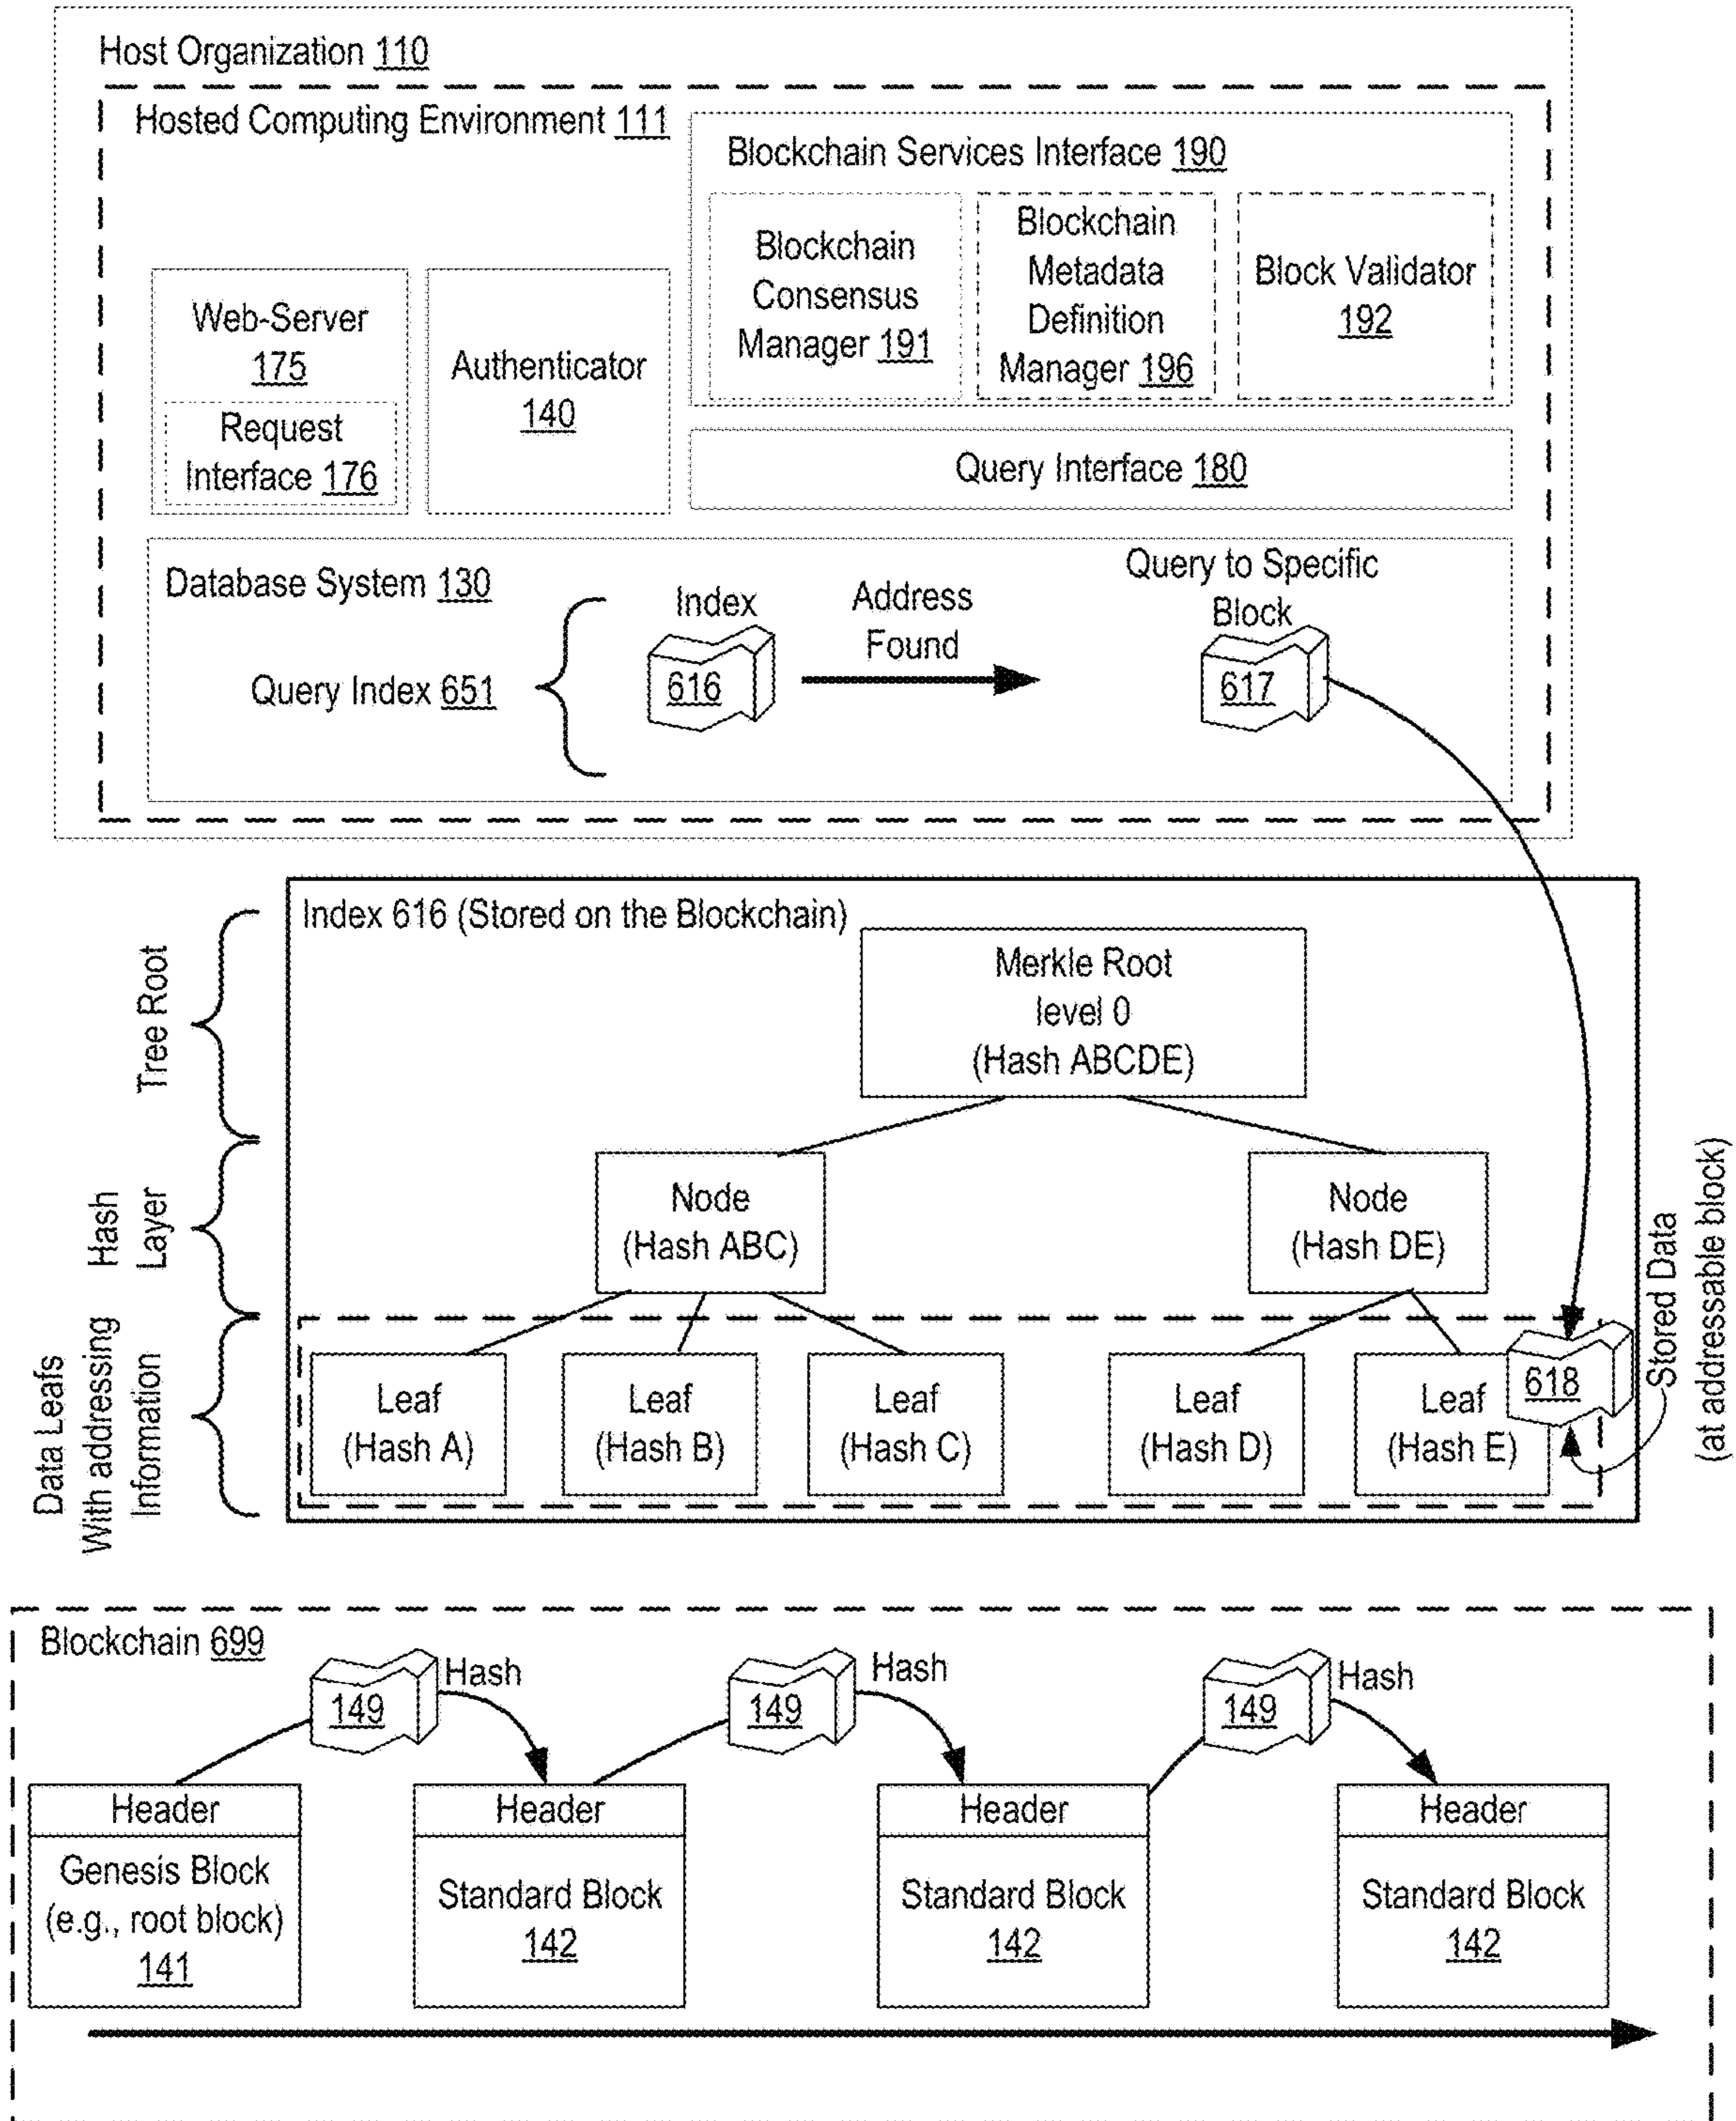 Host Organization 110
Hosted Computing Environment 111
Blockchain Services Interface 190
Blockchain
Consensus
Manager 191
Blockchain
Metadata
Definition
Manager 196
Block Validator
192
Web-Server
175
Request
Interface 176
Authenticator
140
Query Interface 180
Database System 130
Query Index 651
Index
616
Address
Found
Query to Specific
Block
617
Tree Root
Hash
Layer
Data Leafs
With addressing
Information
Index 616 (Stored on the Blockchain)
Merkle Root
level 0
(Hash ABCDE)
Node
(Hash ABC)
Node
(Hash DE)
Leaf
(Hash A)
Leaf
(Hash B)
Leaf
(Hash C)
Leaf
(Hash D)
Leaf
(Hash E)
618
Stored Data
(at addressable block)
Blockchain 699
149
Hash
149
Hash
149
Hash
Header
Genesis Block
(e.g., root block)
141
Header
Standard Block
142
Header
Standard Block
142
Header
Standard Block
142